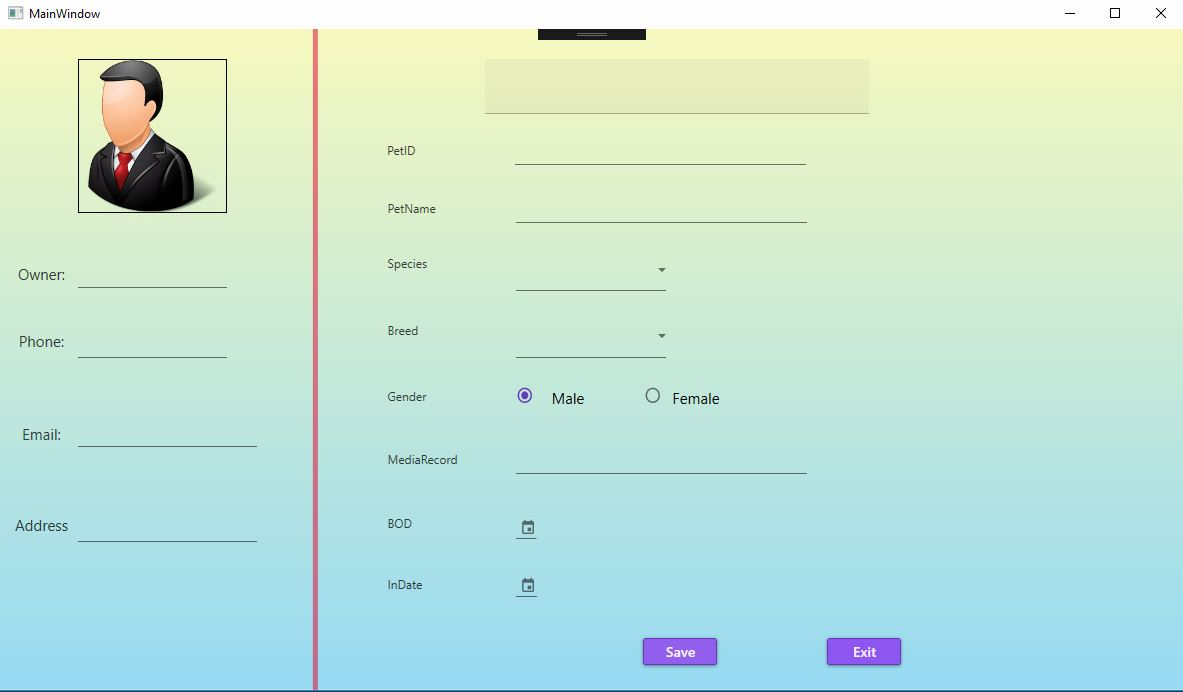 MainWindow
Owner:
Phone:
Email:
Address
PetID
PetName
Species
Breed
Gender
Male
Female
MediaRecord
BOD
InDate
Save
Exit